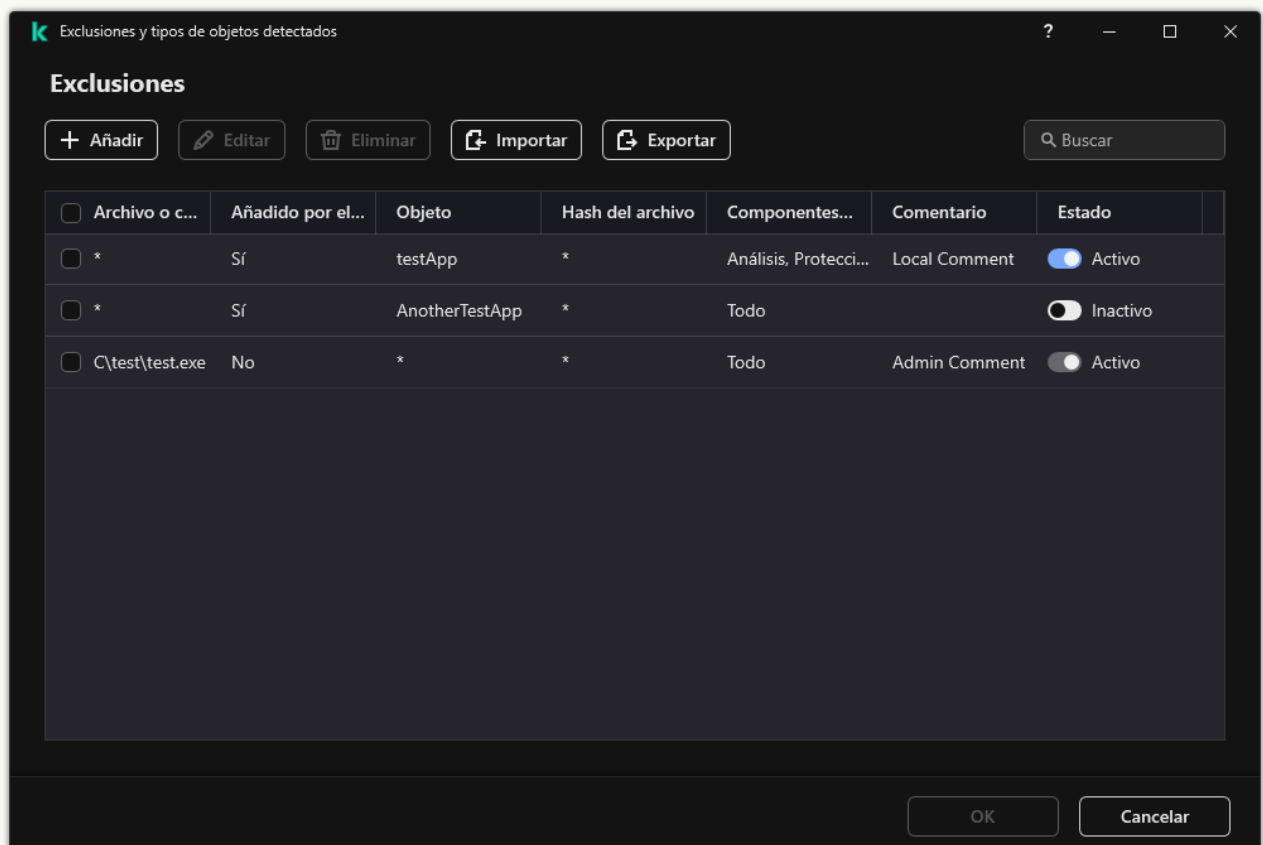 Exclusiones y tipos de objetos detectados ?
Exclusiones
Añadir Editar Eliminar Importar Exportar Buscar
Archivo o c... Añadido por el... Objeto Hash del archivo Componentes... Comentario Estado
* Sí testApp * Análisis, Protecci... Local Comment Activo
* Sí AnotherTestApp * Todo Inactivo
C\test\test.exe No * * Todo Admin Comment Activo
OK Cancelar